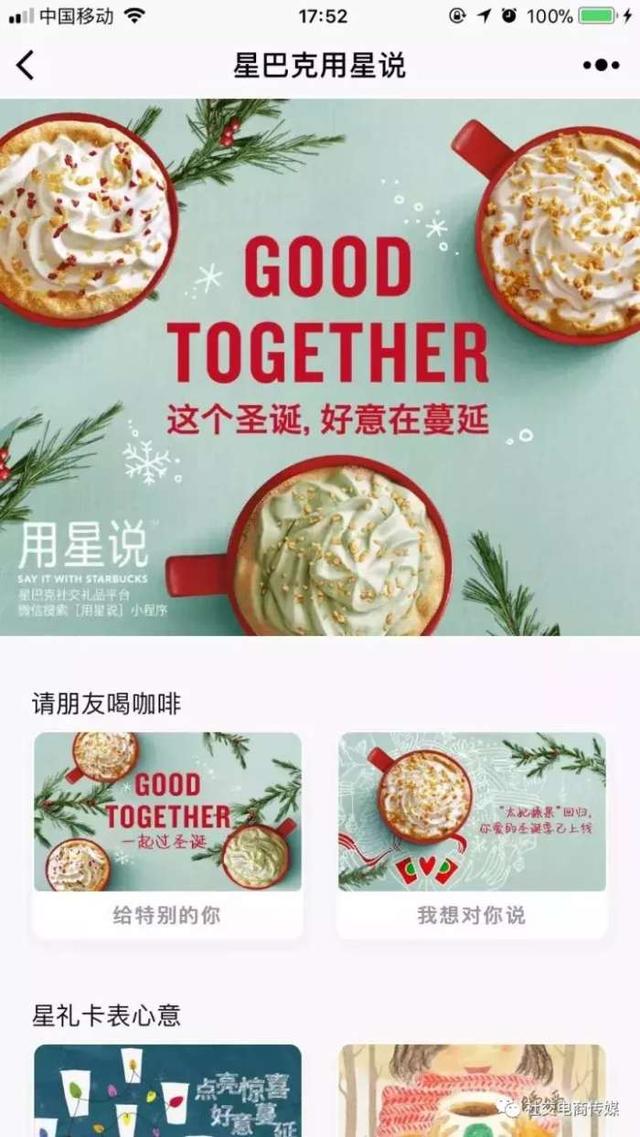 中国移动
17:52
100%
星巴克用星说
GOOD
TOGETHER
这个圣诞, 好意在蔓延
用星说
SAY IT WITH STARBUCKS
星巴克社交礼品平台
微信搜索［用星说］小程序
请朋友喝咖啡
GOOD
TOGETHER
一起过圣诞
给特别的你
"太妃榛果"回归,
你爱的圣诞季已上线
我想对你说
星礼卡表心意
点亮惊喜
好意蔓延
社交电商传媒